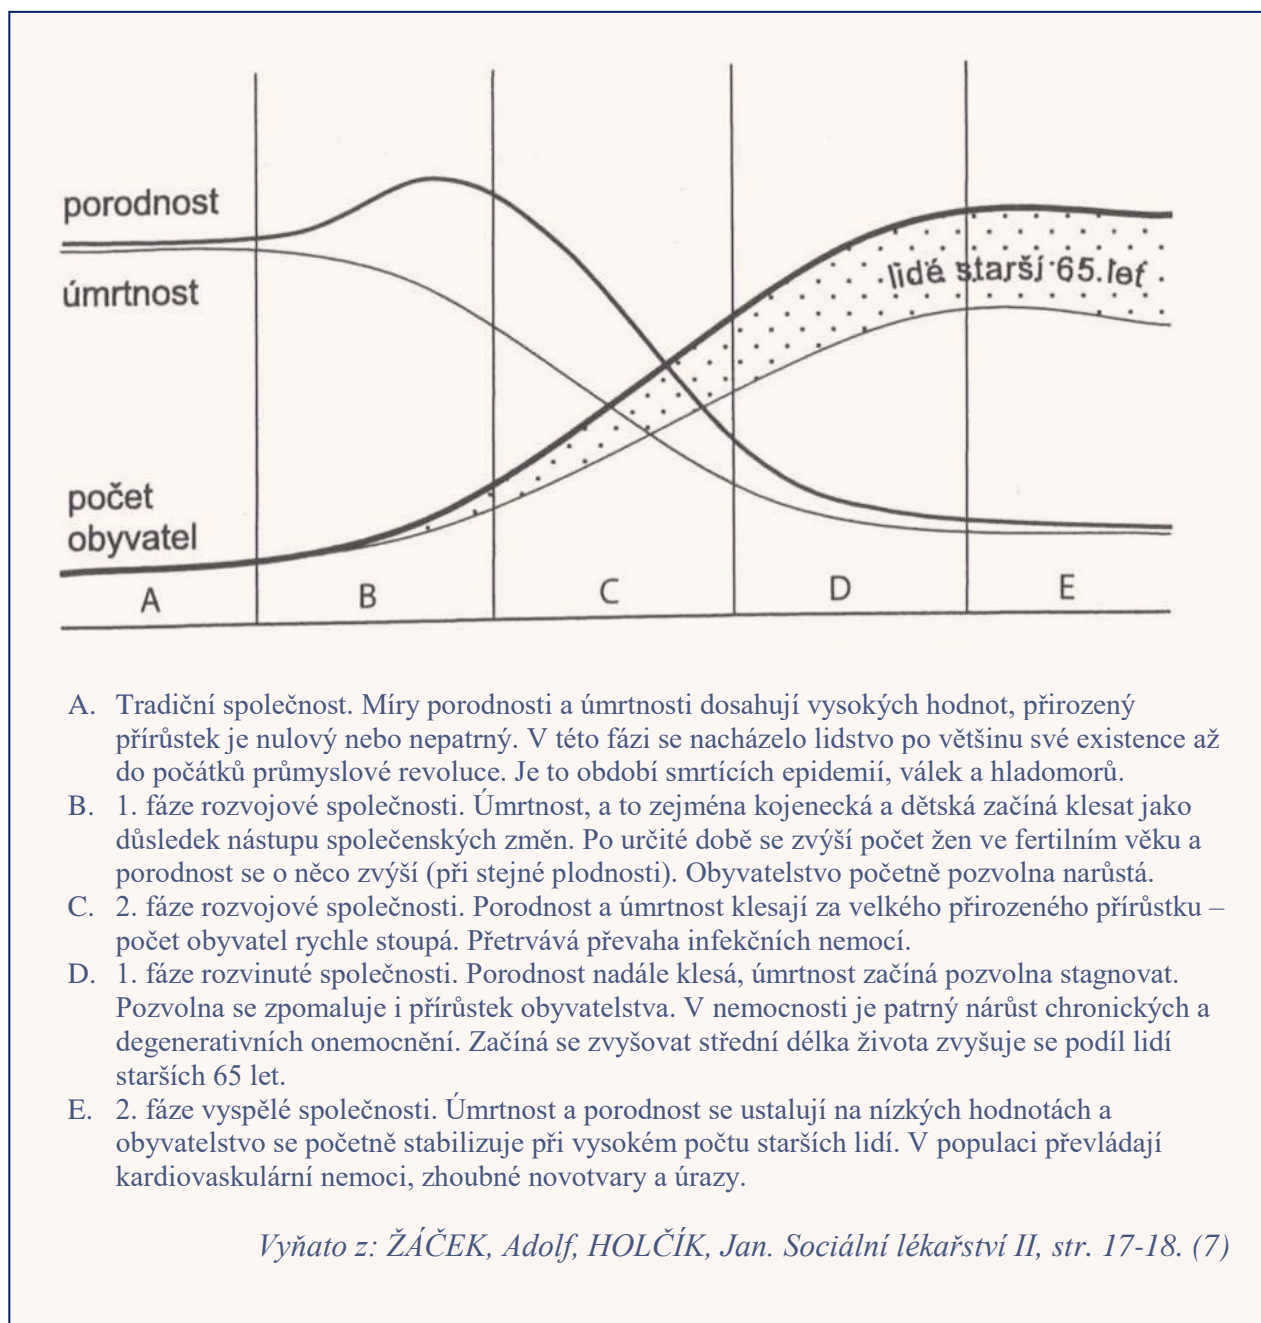 porodnost
úmrtnost
lidé starší 65 let
počet
obyvatel
A
B
C
D
E
A. Tradiční společnost. Míry porodnosti a úmrtnosti dosahují vysokých hodnot, přirozený
přírůstek je nulový nebo nepatrný. V této fázi se nacházelo lidstvo po většinu své existence až
do počátků průmyslové revoluce. Je to období smrtících epidemií, válek a hladomorů.
B. 1. fáze rozvojové společnosti. Úmrtnost, a to zejména kojenecká a dětská začíná klesat jako
důsledek nástupu společenských změn. Po určité době se zvýší počet žen ve fertilním věku a
porodnost se o něco zvýší (při stejné plodnosti). Obyvatelstvo početně pozvolna narůstá.
C. 2. fáze rozvojové společnosti. Porodnost a úmrtnost klesají za velkého přirozeného přírůstku –
počet obyvatel rychle stoupá. Přetrvává převaha infekčních nemocí.
D. 1. fáze rozvinuté společnosti. Porodnost nadále klesá, úmrtnost začíná pozvolna stagnovat.
Pozvolna se zpomaluje i přírůstek obyvatelstva. V nemocnosti je patrný nárůst chronických a
degenerativních onemocnění. Začíná se zvyšovat střední délka života zvyšuje se podíl lidí
starších 65 let.
E. 2. fáze vyspělé společnosti. Úmrtnost a porodnost se ustalují na nízkých hodnotách a
obyvatelstvo se početně stabilizuje při vysokém počtu starších lidí. V populaci převládají
kardiovaskulární nemoci, zhoubné novotvary a úrazy.
Vyňato z: ŽÁČEK, Adolf, HOLČÍK, Jan. Sociální lékařství II, str. 17-18. (7)